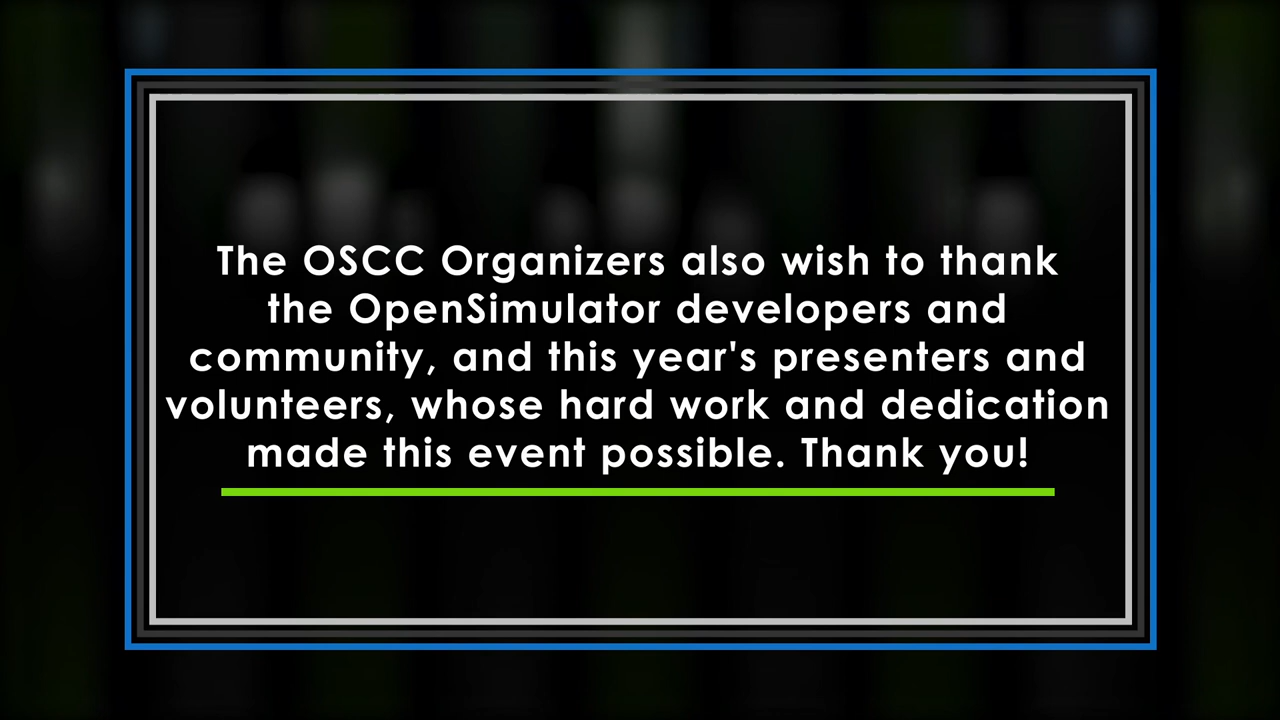 The OSCC Organizers also wish to thank
the OpenSimulator developers and
community, and this year's presenters and
volunteers, whose hard work and dedication
made this event possible. Thank you!